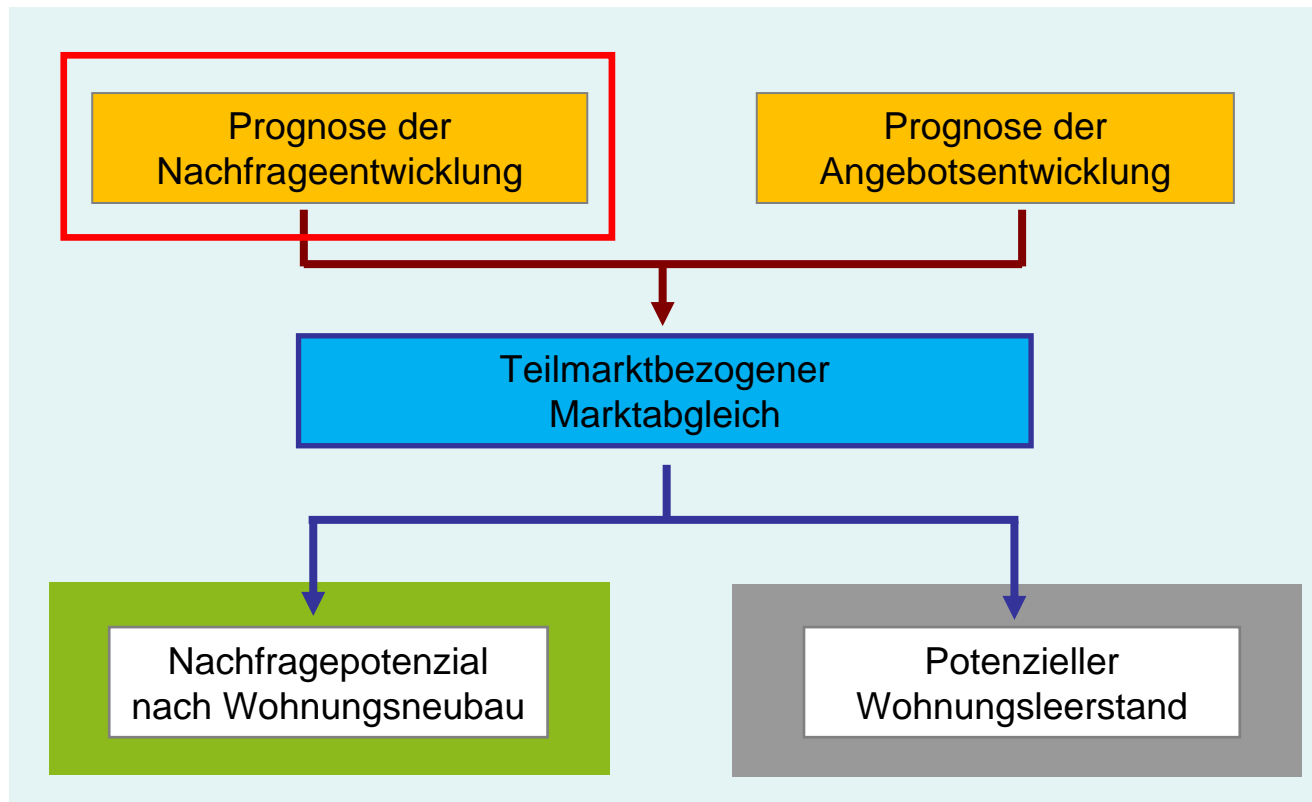 Prognose der
Nachfrageentwicklung
Prognose der
Angebotsentwicklung
Teilmarktbezogener
Marktabgleich
Nachfragepotenzial
nach Wohnungsneubau
Potenzieller
Wohnungsleerstand